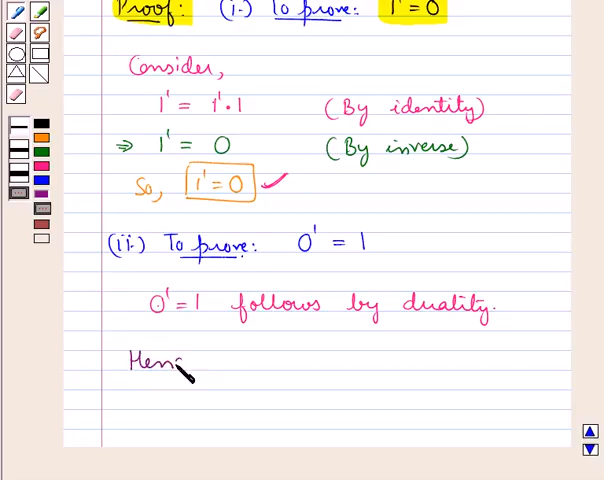 Proof: (i.) To prove: 1' = 0
Consider,
1' = 1'·1 (By identity)
⇒ 1' = 0 (By inverse)
So, 1' = 0 ✓
(ii.) To prove: 0' = 1
0' = 1 follows by duality.
Hen